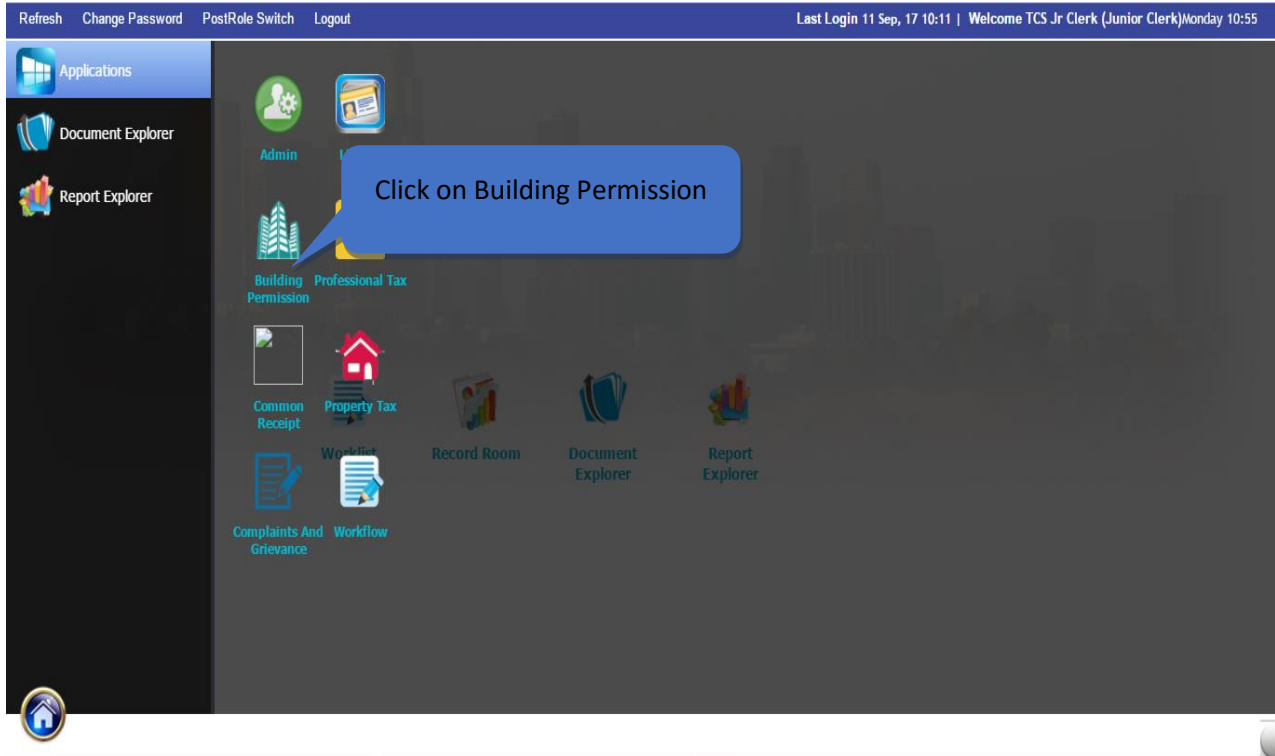 Refresh Change Password PostRole Switch Logout Last Login 11 Sep, 17 10:11 | Welcome TCS Jr Clerk (Junior Clerk)Monday 10:55
Applications
Document Explorer
Report Explorer
Admin
Click on Building Permission
Building Permission
Professional Tax
Common Receipt
Property Tax
Worklist
Record Room
Document Explorer
Report Explorer
Complaints And Grievance
Workflow